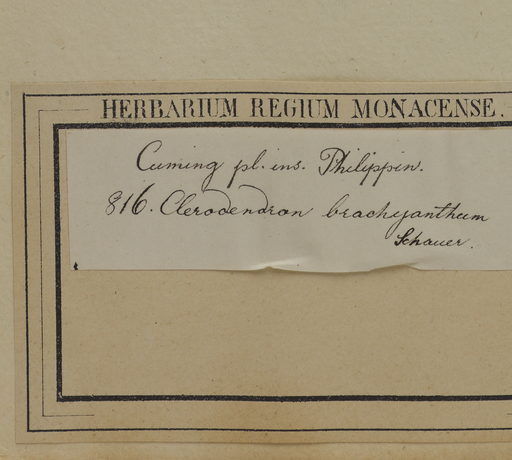 HERBARIUM REGIUM MONACENSE.
Cuming pl. ins. Philippin.
816. Clerodendron brachyanthum
Schauer.